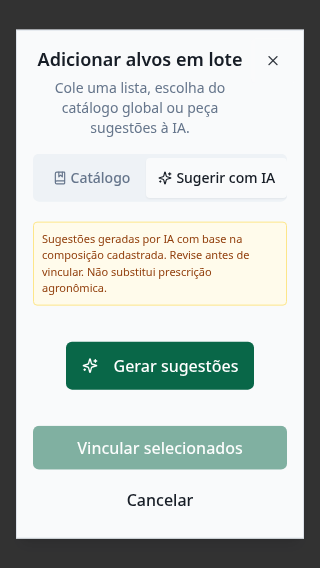 Adicionar alvos em lote
Cole uma lista, escolha do
catálogo global ou peça
sugestões à IA.
Catálogo
Sugerir com IA
Sugestões geradas por IA com base na
composição cadastrada. Revise antes de
vincular. Não substitui prescrição
agronômica.
Gerar sugestões
Vincular selecionados
Cancelar